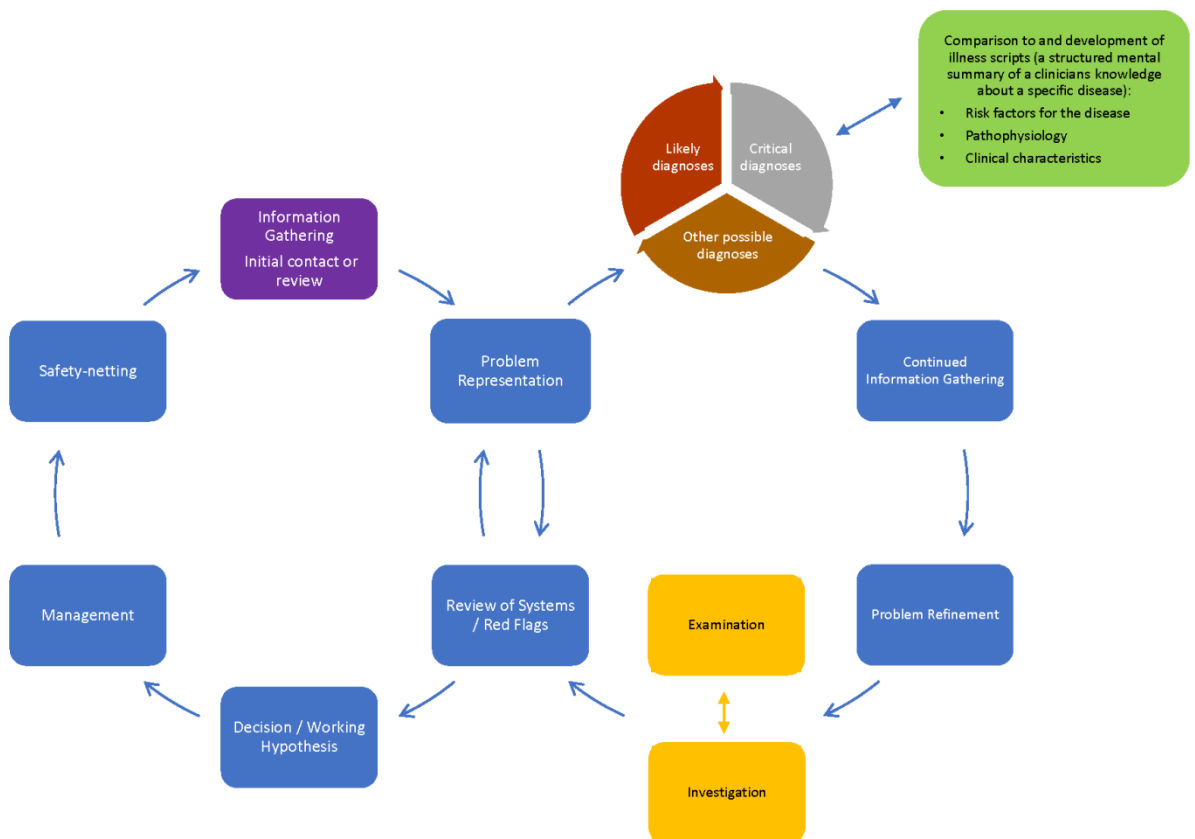 Comparison to and development of
illness scripts (a structured mental
summary of a clinicians knowledge
about a specific disease):
• Risk factors for the disease
• Pathophysiology
• Clinical characteristics
Likely
diagnoses
Critical
diagnoses
Other possible
diagnoses
Information
Gathering
Initial contact or
review
Safety-netting
Problem
Representation
Continued
Information Gathering
Management
Review of Systems
/ Red Flags
Examination
Problem Refinement
Decision / Working
Hypothesis
Investigation